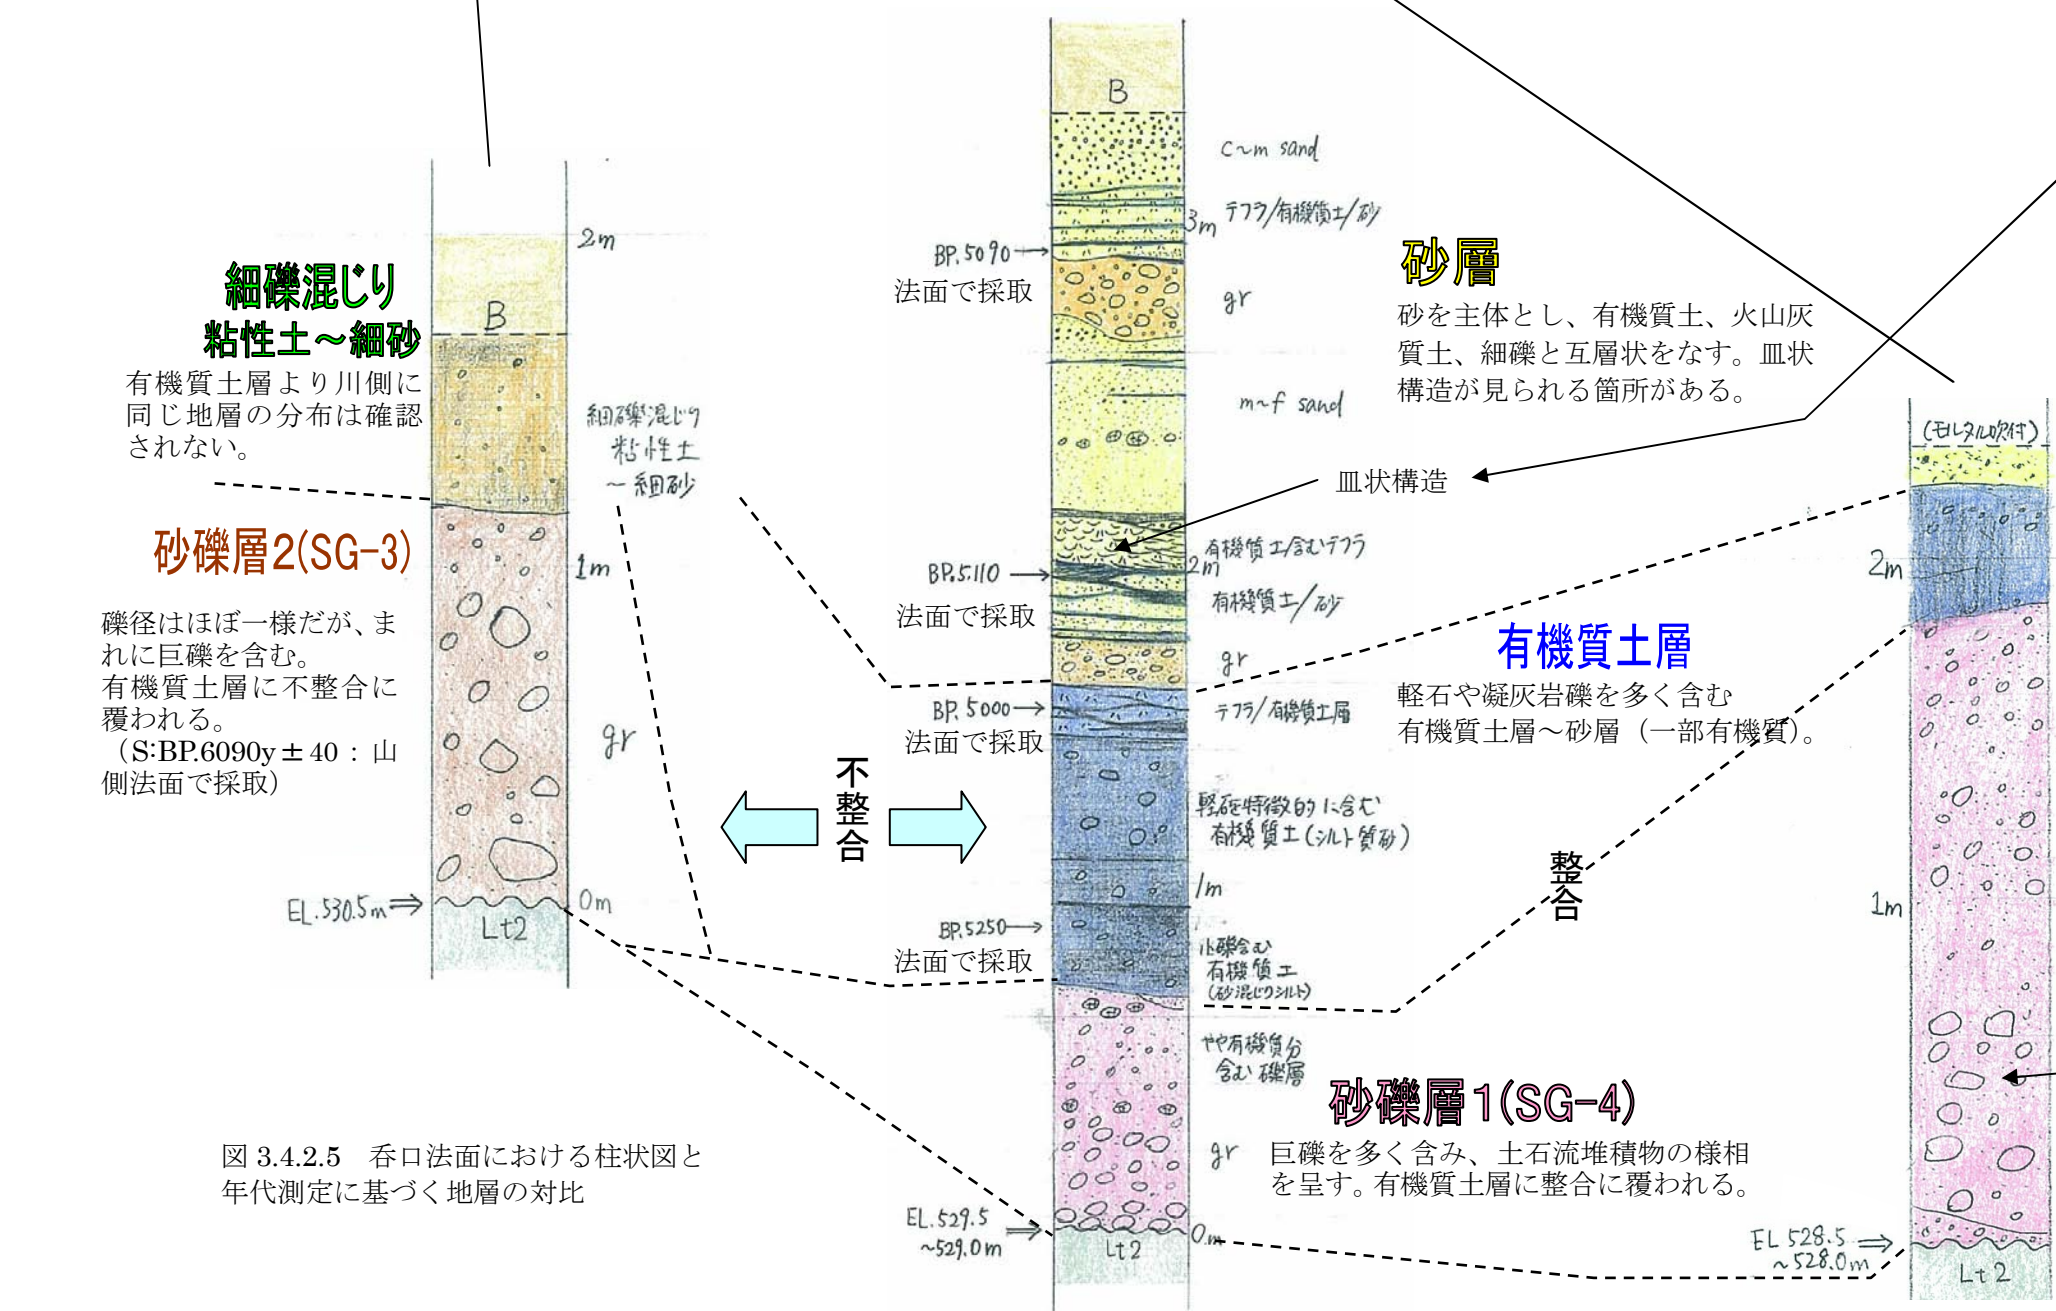 2m
細礫混じり
粘性土～細砂
B
有機質土層より川側に
同じ地層の分布は確認
されない。
細礫混じり
粘性土
～細砂
砂礫層2(SG-3)
1m
礫径はほぼ一様だが、ま
れに巨礫を含む。
有機質土層に不整合に
覆われる。
（S:BP.6090y±40：山
側法面で採取）
gr
EL.530.5m⇒
0m
Lt2
図 3.4.2.5　呑口法面における柱状図と
年代測定に基づく地層の対比
不整合
B
c~m sand
テフラ/有機質土/砂
3m
BP.5090→
法面で採取
gr
m~f sand
皿状構造
有機質土含むテフラ
2m
BP.5110→
法面で採取
有機質土/砂
gr
BP.5000→
法面で採取
テフラ/有機質土層
軽石を特徴的に含む
有機質土(シルト質砂)
1m
BP.5250→
法面で採取
礫含む
有機質土
(砂混じりシルト)
やや有機質分
含む礫層
gr
EL.529.5
~529.0m
⇒
0m
Lt2
砂層
砂を主体とし、有機質土、火山灰
質土、細礫と互層状をなす。皿状
構造が見られる箇所がある。
有機質土層
軽石や凝灰岩礫を多く含む
有機質土層～砂層（一部有機質）。
整合
砂礫層1(SG-4)
巨礫を多く含み、土石流堆積物の様相
を呈す。有機質土層に整合に覆われる。
(モルタル吹付)
2m
1m
EL 528.5
~528.0m
⇒
Lt2